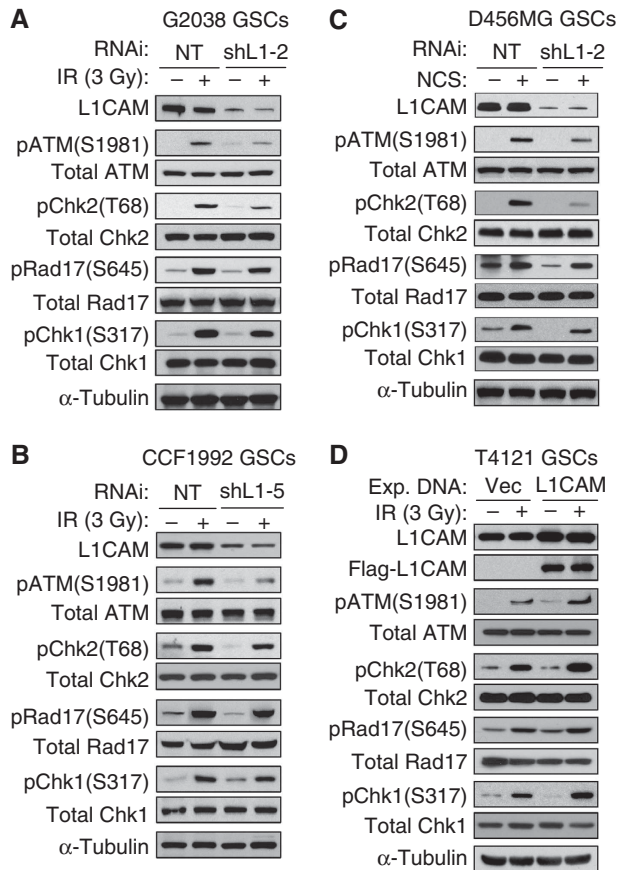 A
G2038 GSCs
RNAi: NT shL1-2
IR (3 Gy): – + – +
L1CAM
pATM(S1981)
Total ATM
pChk2(T68)
Total Chk2
pRad17(S645)
Total Rad17
pChk1(S317)
Total Chk1
α-Tubulin
B
CCF1992 GSCs
RNAi: NT shL1-5
IR (3 Gy): – + – +
L1CAM
pATM(S1981)
Total ATM
pChk2(T68)
Total Chk2
pRad17(S645)
Total Rad17
pChk1(S317)
Total Chk1
α-Tubulin
C
D456MG GSCs
RNAi: NT shL1-2
NCS: – + – +
L1CAM
pATM(S1981)
Total ATM
pChk2(T68)
Total Chk2
pRad17(S645)
Total Rad17
pChk1(S317)
Total Chk1
α-Tubulin
D
T4121 GSCs
Exp. DNA: Vec L1CAM
IR (3 Gy): – + – +
L1CAM
Flag-L1CAM
pATM(S1981)
Total ATM
pChk2(T68)
Total Chk2
pRad17(S645)
Total Rad17
pChk1(S317)
Total Chk1
α-Tubulin